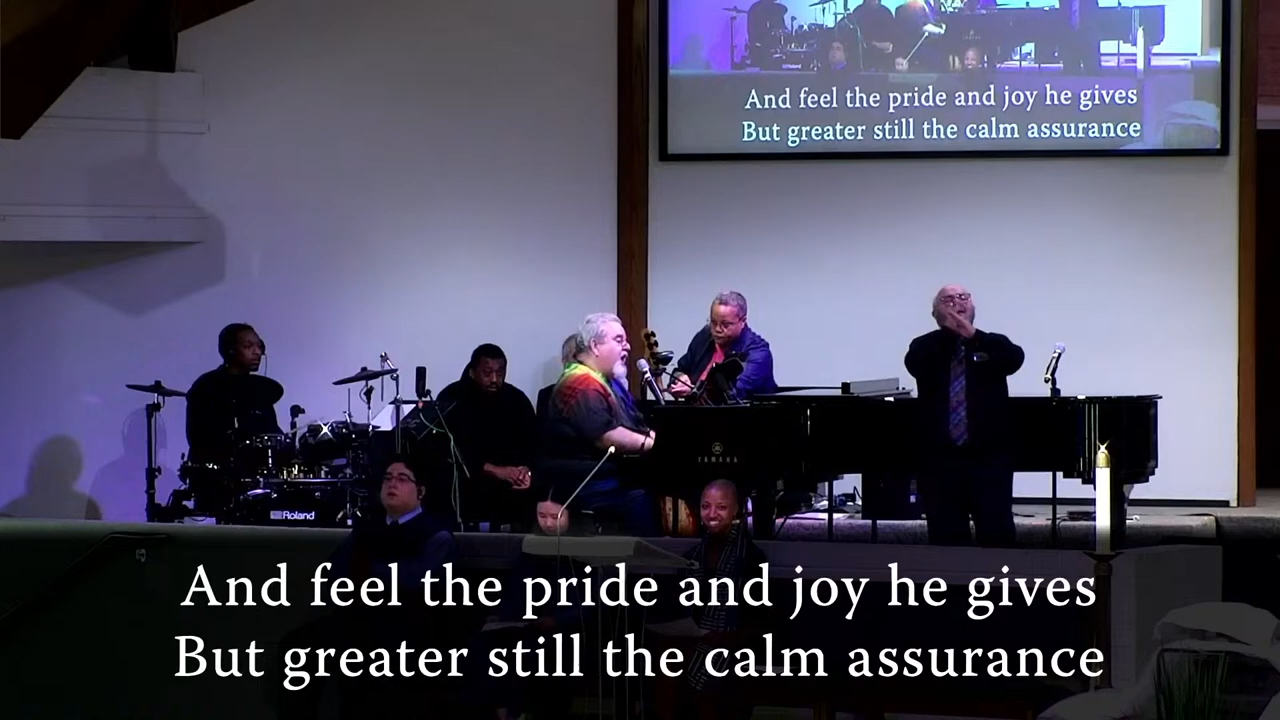 And feel the pride and joy he gives
But greater still the calm assurance
YAMAHA
Roland
And feel the pride and joy he gives
But greater still the calm assurance